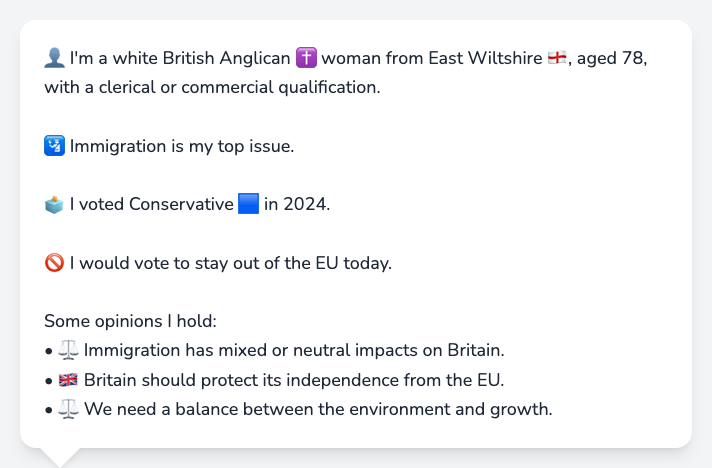 👤 I'm a white British Anglican ✝️ woman from East Wiltshire 🏴󠁧󠁢󠁥󠁮󠁧󠁿, aged 78,
with a clerical or commercial qualification.
🛂 Immigration is my top issue.
🗳️ I voted Conservative 🟦 in 2024.
🚫 I would vote to stay out of the EU today.
Some opinions I hold:
• ⚖️ Immigration has mixed or neutral impacts on Britain.
• 🇬🇧 Britain should protect its independence from the EU.
• ⚖️ We need a balance between the environment and growth.